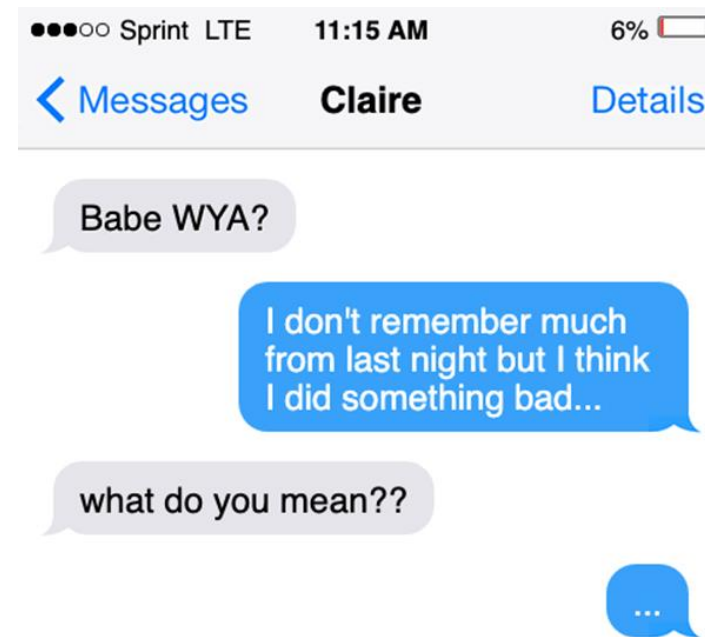 ●●●○○ Sprint LTE 11:15 AM 6%
Messages Claire Details
Babe WYA?
I don't remember much
from last night but I think
I did something bad...
what do you mean??
...